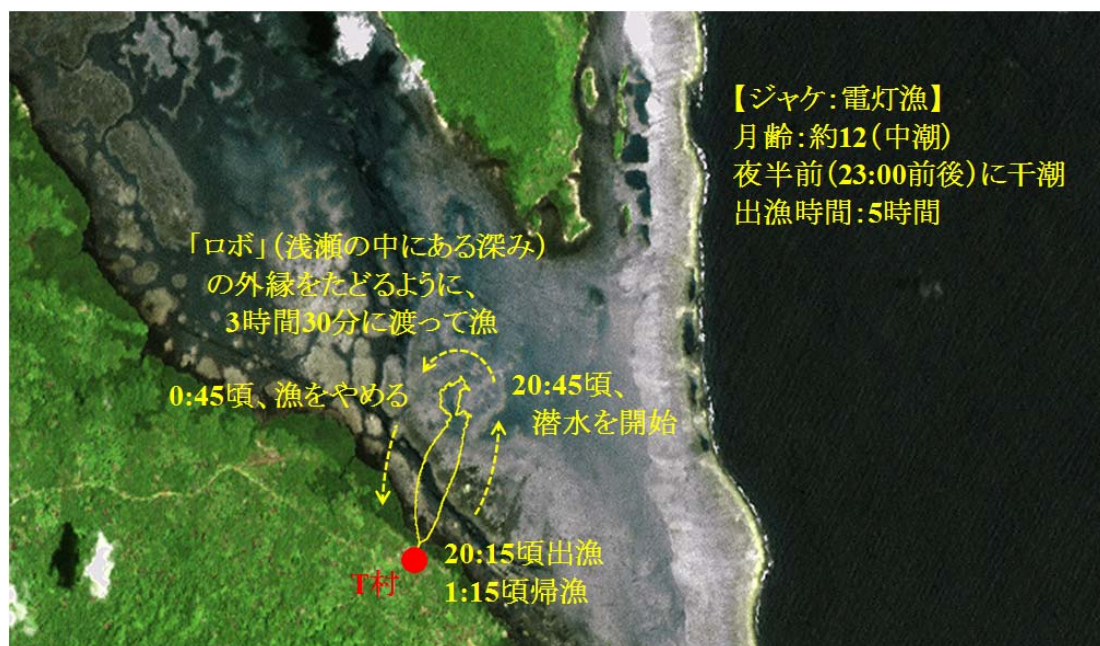 【ジャケ:電灯漁】
月齢:約12(中潮)
夜半前(23:00前後)に干潮
出漁時間:5時間
「ロボ」(浅瀬の中にある深み)
の外縁をたどるように、
3時間30分に渡って漁
0:45頃、漁をやめる
20:45頃、
潜水を開始
20:15頃出漁
1:15頃帰漁
T村